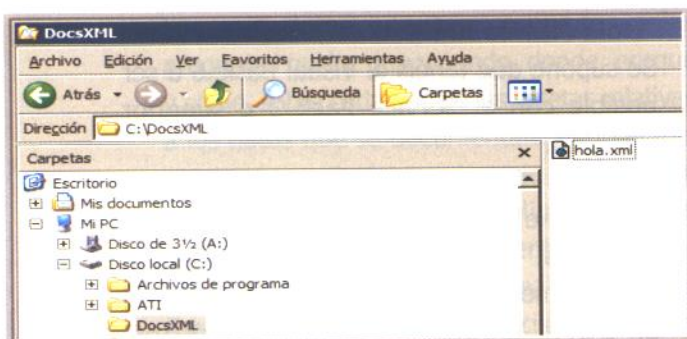 DocsXML
Archivo Edición Ver Favoritos Herramientas Ayuda
Atrás Búsqueda Carpetas
Dirección C:\DocsXML
Carpetas
hola.xml
Escritorio
Mis documentos
Mi PC
Disco de 3½ (A:)
Disco local (C:)
Archivos de programa
ATI
DocsXML